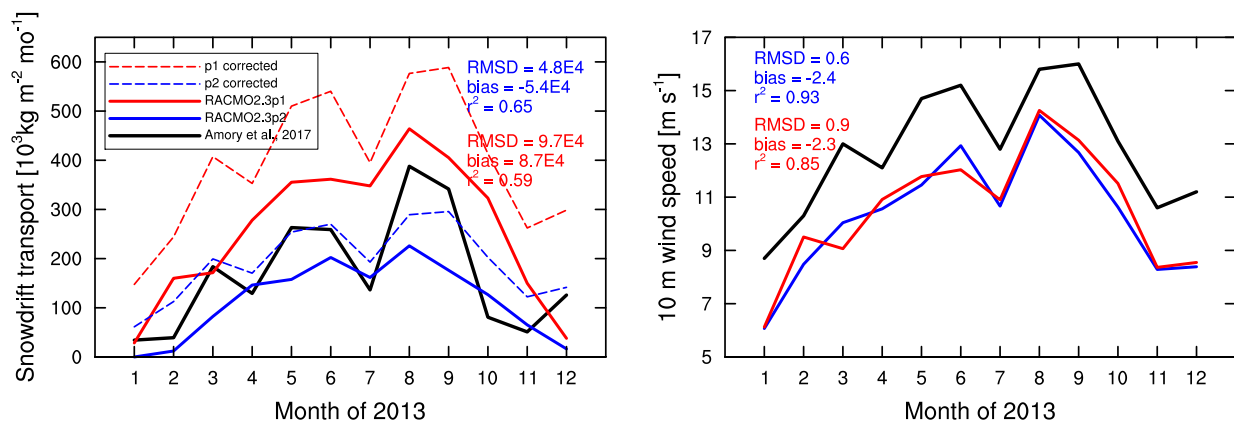 Snowdrift transport [10³kg m⁻² mo⁻¹]
650
600
500
400
300
200
100
0
p1 corrected
p2 corrected
RACMO2.3p1
RACMO2.3p2
Amory et al., 2017
RMSD = 4.8E4
bias = -5.4E4
r² = 0.65
RMSD = 9.7E4
bias = 8.7E4
r² = 0.59
1 2 3 4 5 6 7 8 9 10 11 12
Month of 2013
10 m wind speed [m s⁻¹]
17
15
13
11
9
7
5
RMSD = 0.6
bias = -2.4
r² = 0.93
RMSD = 0.9
bias = -2.3
r² = 0.85
1 2 3 4 5 6 7 8 9 10 11 12
Month of 2013